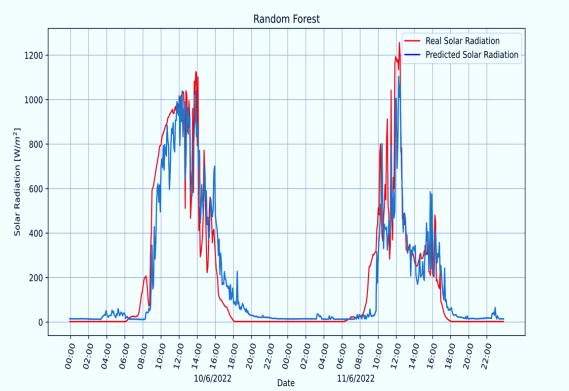 Random Forest
Real Solar Radiation
Predicted Solar Radiation
Solar Radiation [W/m²]
1200
1000
800
600
400
200
0
00:00 02:00 04:00 06:00 08:00 10:00 12:00 14:00 16:00 18:00 20:00 22:00 00:00 02:00 04:00 06:00 08:00 10:00 12:00 14:00 16:00 18:00 20:00 22:00
10/6/2022 11/6/2022
Date